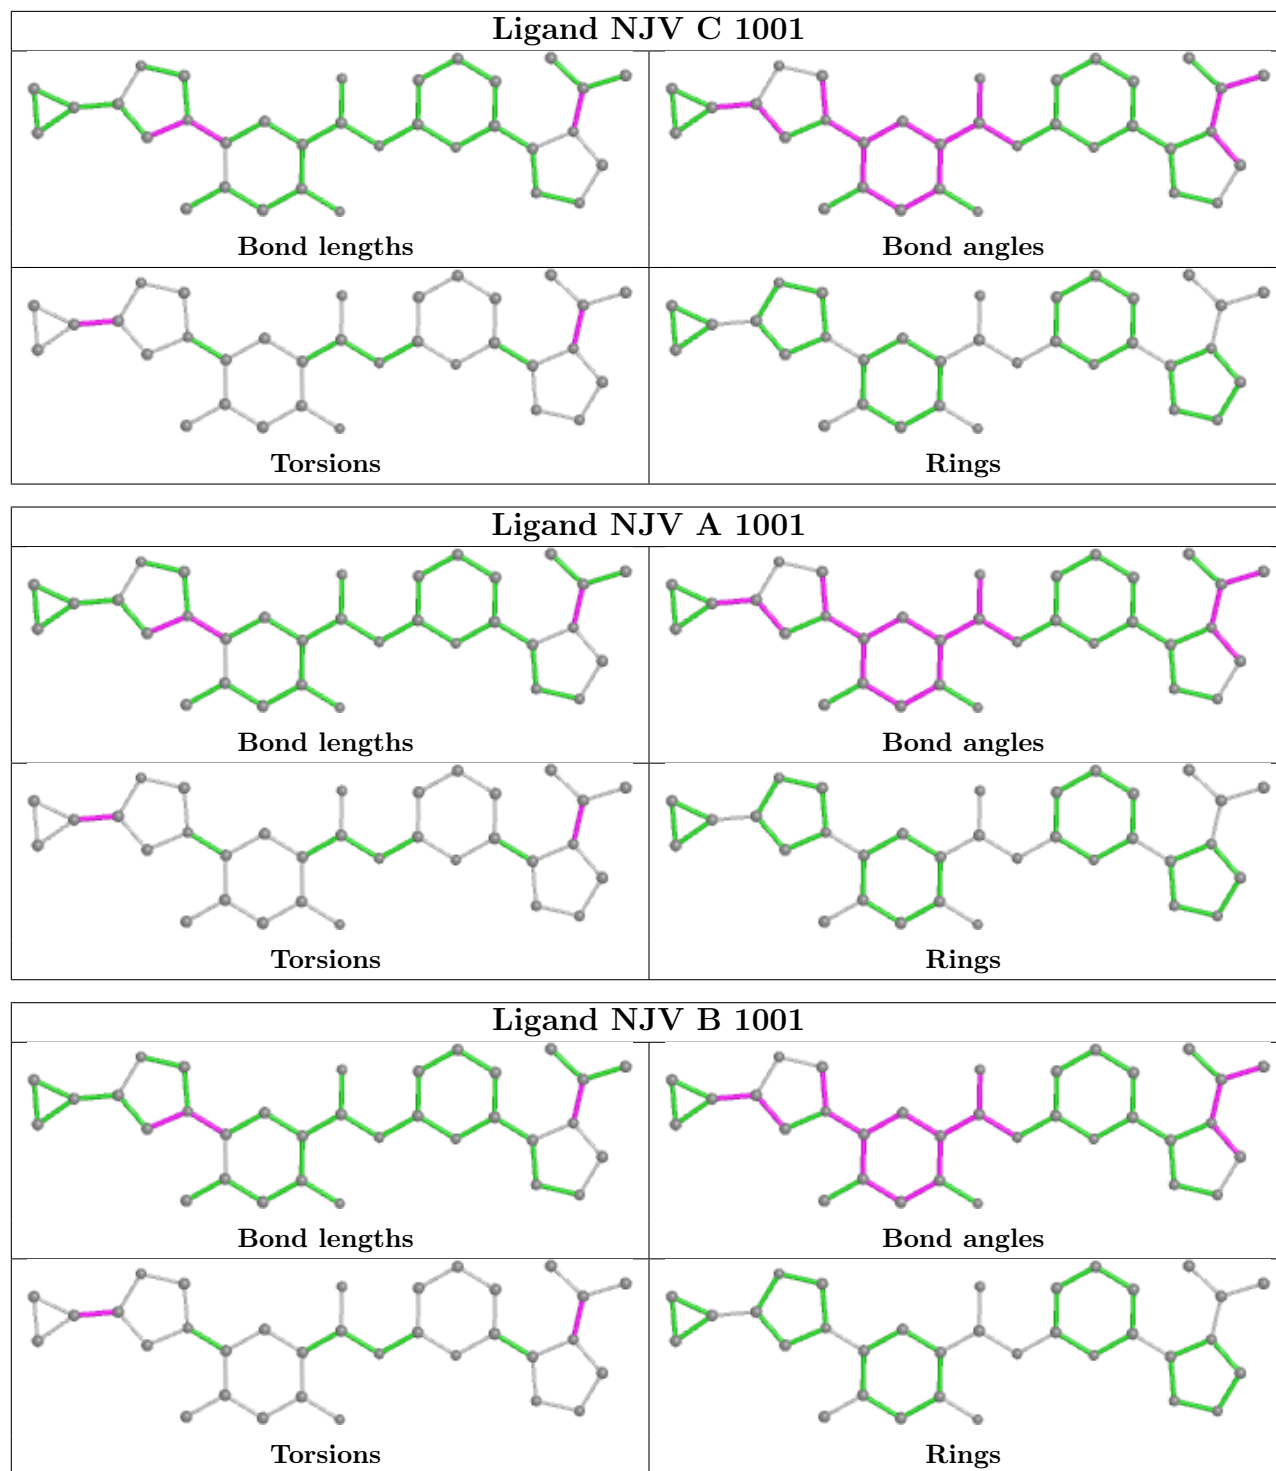 Ligand NJV C 1001
Bond lengths
Bond angles
Torsions
Rings
Ligand NJV A 1001
Bond lengths
Bond angles
Torsions
Rings
Ligand NJV B 1001
Bond lengths
Bond angles
Torsions
Rings